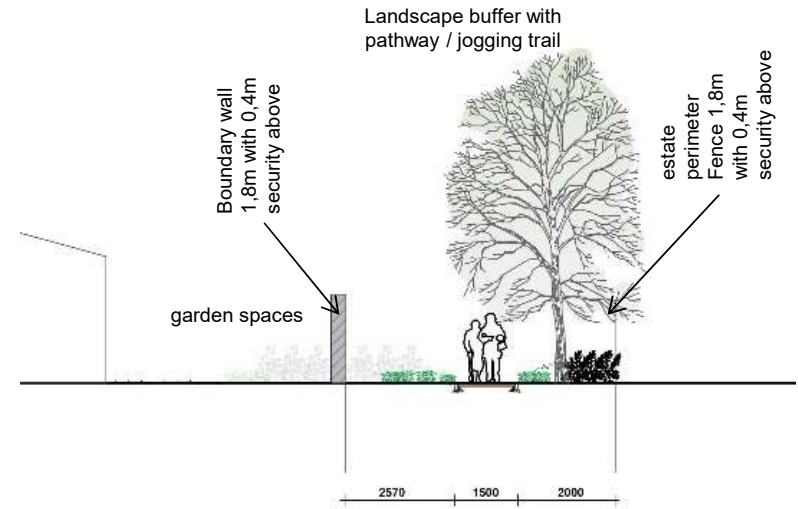 Landscape buffer with
pathway / jogging trail
Boundary wall
1,8m with 0,4m
security above
estate
perimeter
Fence 1,8m
with 0,4m
security above
garden spaces
2570 1500 2000